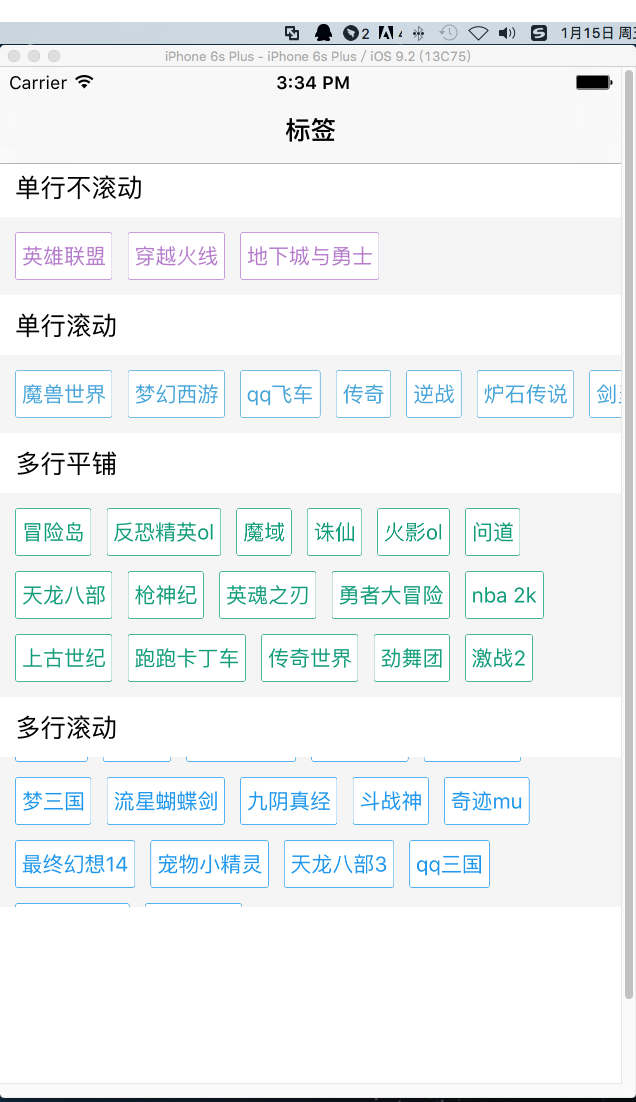 2 1月15日 周五
iPhone 6s Plus - iPhone 6s Plus / iOS 9.2 (13C75)
Carrier 3:34 PM
标签
单行不滚动
英雄联盟 穿越火线 地下城与勇士
单行滚动
魔兽世界 梦幻西游 qq飞车 传奇 逆战 炉石传说 剑
多行平铺
冒险岛 反恐精英ol 魔域 诛仙 火影ol 问道
天龙八部 枪神纪 英魂之刃 勇者大冒险 nba 2k
上古世纪 跑跑卡丁车 传奇世界 劲舞团 激战2
多行滚动
梦三国 流星蝴蝶剑 九阴真经 斗战神 奇迹mu
最终幻想14 宠物小精灵 天龙八部3 qq三国